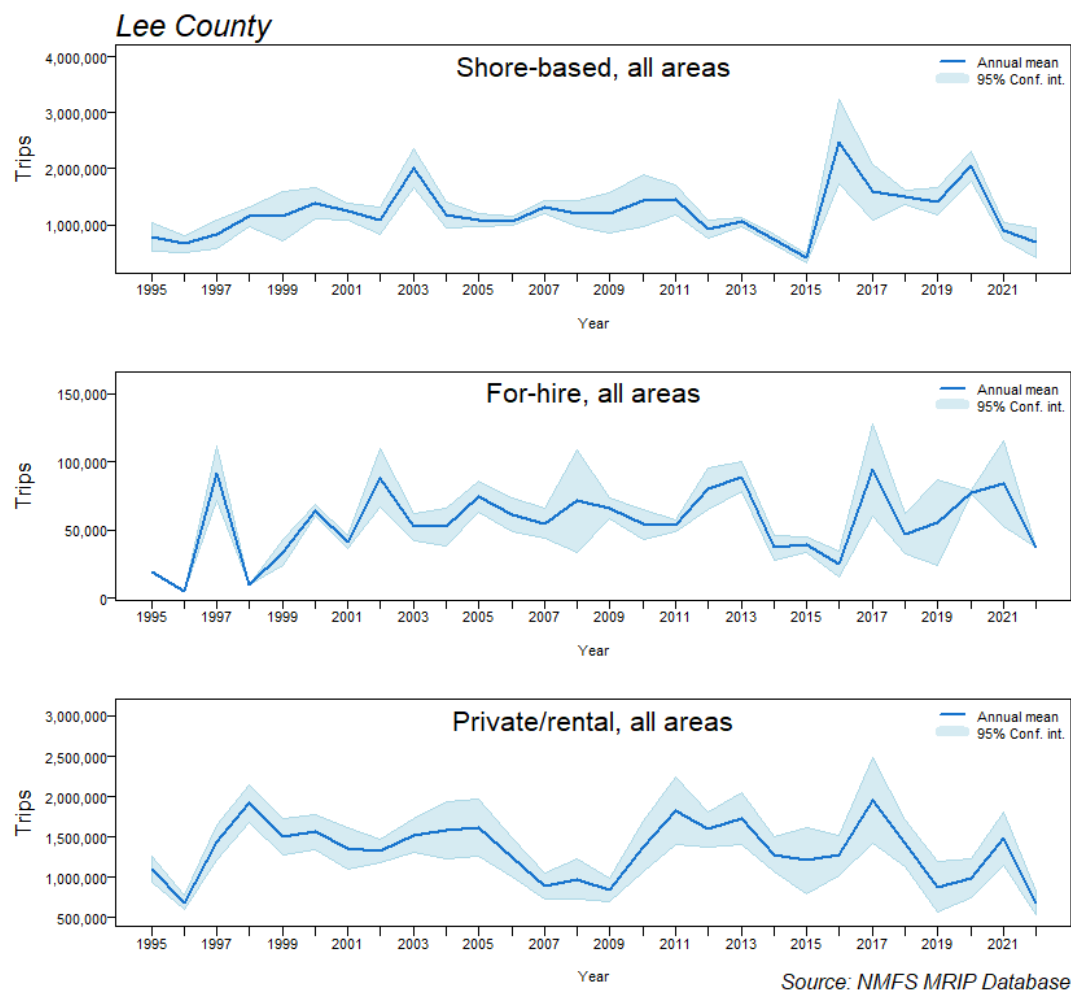 Lee County
Shore-based, all areas
Annual mean
95% Conf. int.
Trips
4,000,000
3,000,000
2,000,000
1,000,000
1995 1997 1999 2001 2003 2005 2007 2009 2011 2013 2015 2017 2019 2021
Year
For-hire, all areas
Annual mean
95% Conf. int.
Trips
150,000
100,000
50,000
0
1995 1997 1999 2001 2003 2005 2007 2009 2011 2013 2015 2017 2019 2021
Year
Private/rental, all areas
Annual mean
95% Conf. int.
Trips
3,000,000
2,500,000
2,000,000
1,500,000
1,000,000
500,000
1995 1997 1999 2001 2003 2005 2007 2009 2011 2013 2015 2017 2019 2021
Year
Source: NMFS MRIP Database